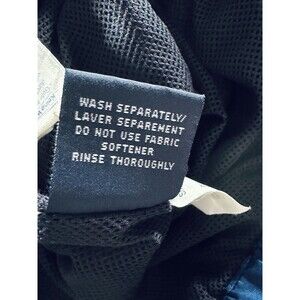 WASH SEPARATELY/
LAVER SEPAREMENT
DO NOT USE FABRIC
SOFTENER
RINSE THOROUGHLY